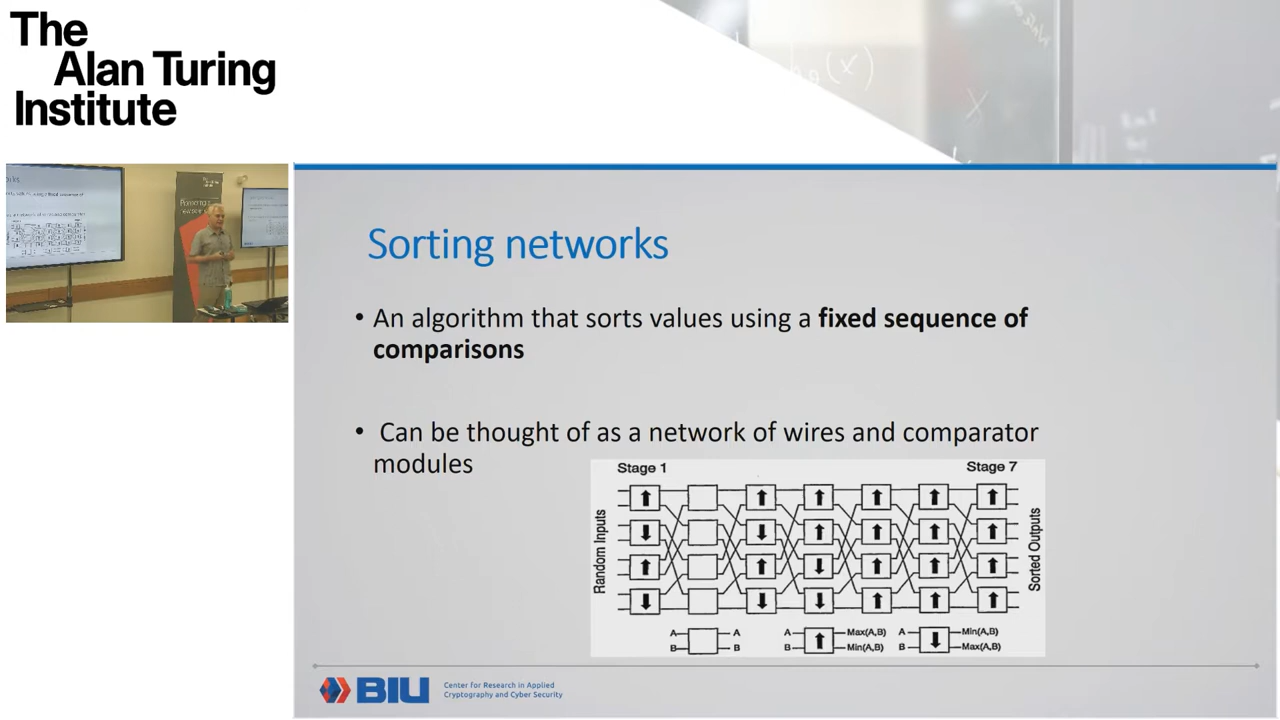 The
Alan Turing
Institute
Sorting networks
• An algorithm that sorts values using a fixed sequence of
comparisons
• Can be thought of as a network of wires and comparator
modules
Stage 1
Stage 7
Random Inputs
Sorted Outputs
A
B
A
B
A
B
Max(A,B)
Min(A,B)
A
B
Min(A,B)
Max(A,B)
BIU
Center for Research in Applied
Cryptography and Cyber Security